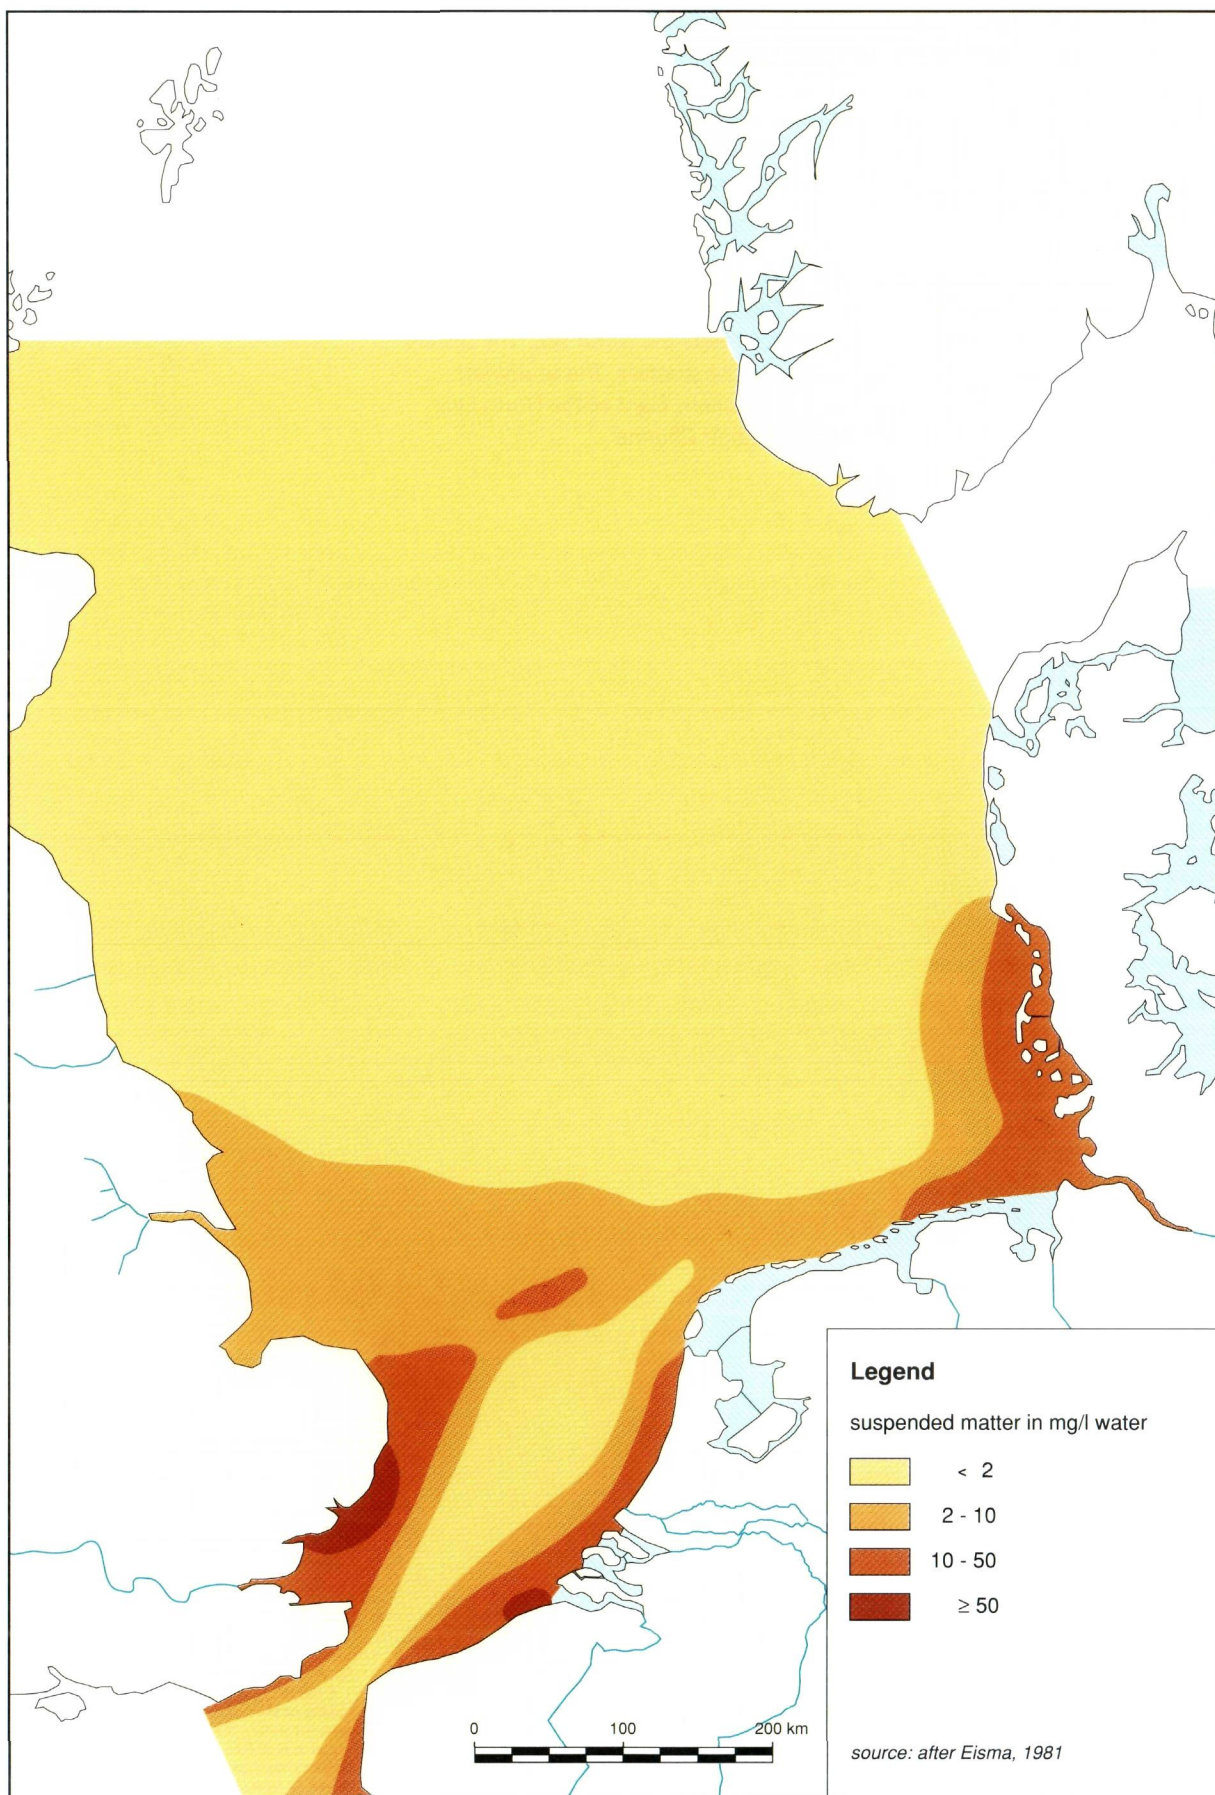 Legend
suspended matter in mg/l water
< 2
2 - 10
10 - 50
≥ 50
0 100 200 km
source: after Eisma, 1981